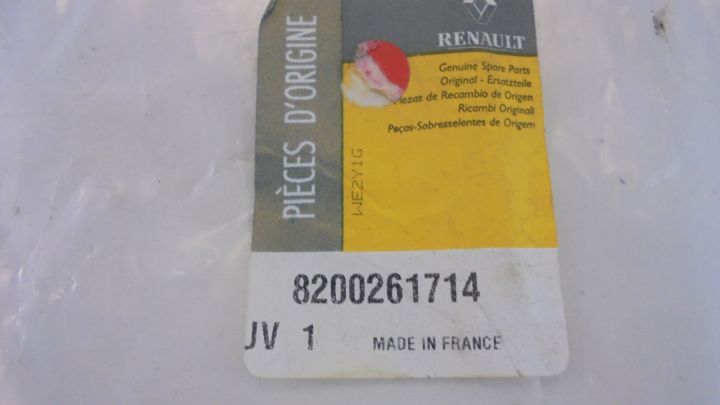 PIÈCES D'ORIGINE
RENAULT
Genuine Spare Parts
Original - Ersatzteile
Piezas de Recambio de Origen
Ricambi Originali
Peças-Sobresselentes de Origem
WE2Y1G
8200261714
UV 1
MADE IN FRANCE